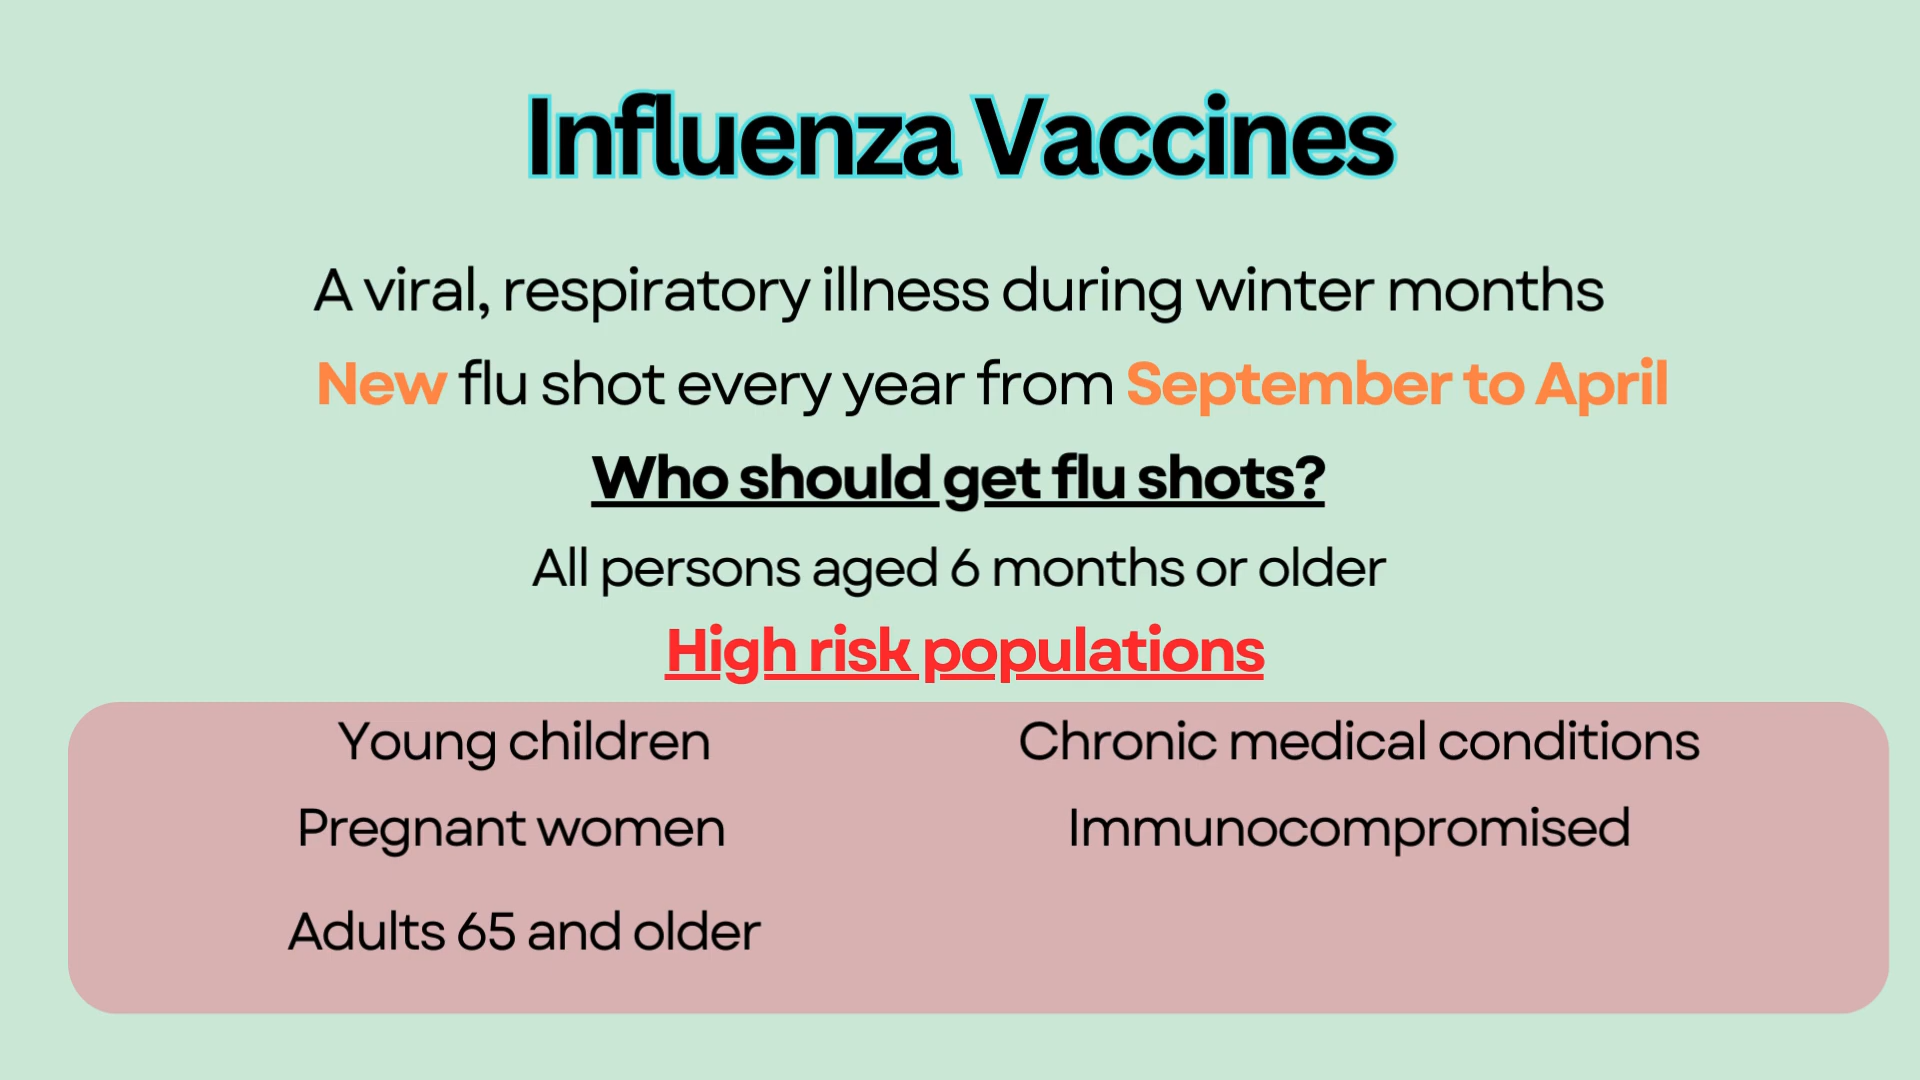 Influenza Vaccines
A viral, respiratory illness during winter months
New flu shot every year from September to April
Who should get flu shots?
All persons aged 6 months or older
High risk populations
Young children
Chronic medical conditions
Pregnant women
Immunocompromised
Adults 65 and older